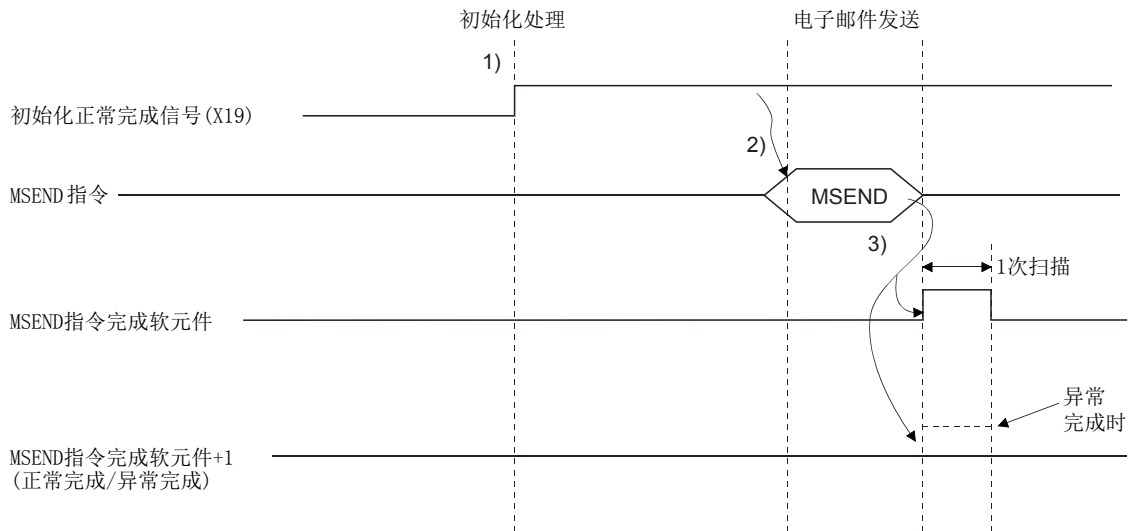 初始化处理
电子邮件发送
1)
初始化正常完成信号(X19)
2)
MSEND指令
MSEND
3)
1次扫描
MSEND指令完成软元件
异常
完成时
MSEND指令完成软元件+1
(正常完成/异常完成)